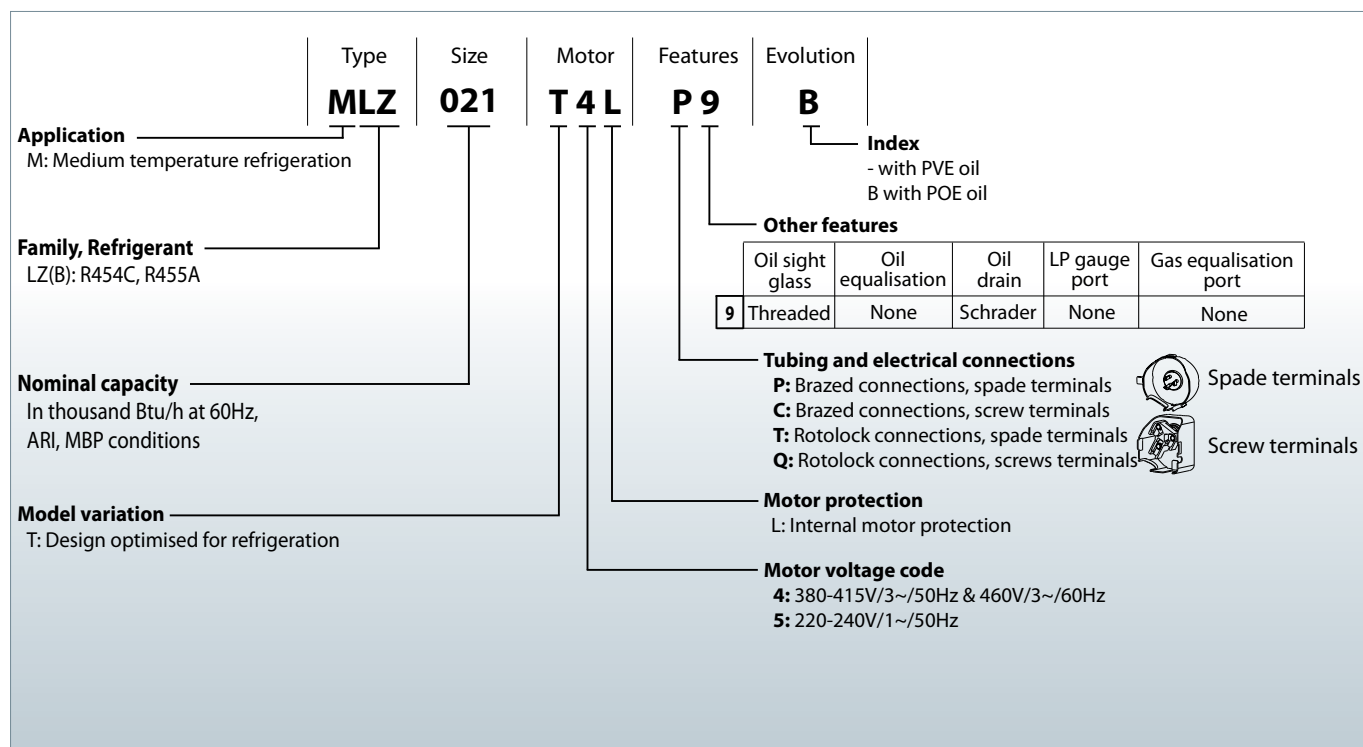 Type Size Motor Features Evolution
MLZ 021 T 4 L P 9 B
Application
M: Medium temperature refrigeration
Index
- with PVE oil
B with POE oil
Other features
Family, Refrigerant
LZ(B): R454C, R455A
Oil sight glass Oil equalisation Oil drain LP gauge port Gas equalisation port
9 Threaded None Schrader None None
Nominal capacity
In thousand Btu/h at 60Hz,
ARI, MBP conditions
Tubing and electrical connections
P: Brazed connections, spade terminals
C: Brazed connections, screw terminals
T: Rotolock connections, spade terminals
Q: Rotolock connections, screws terminals
Spade terminals
Screw terminals
Model variation
T: Design optimised for refrigeration
Motor protection
L: Internal motor protection
Motor voltage code
4: 380-415V/3~/50Hz & 460V/3~/60Hz
5: 220-240V/1~/50Hz